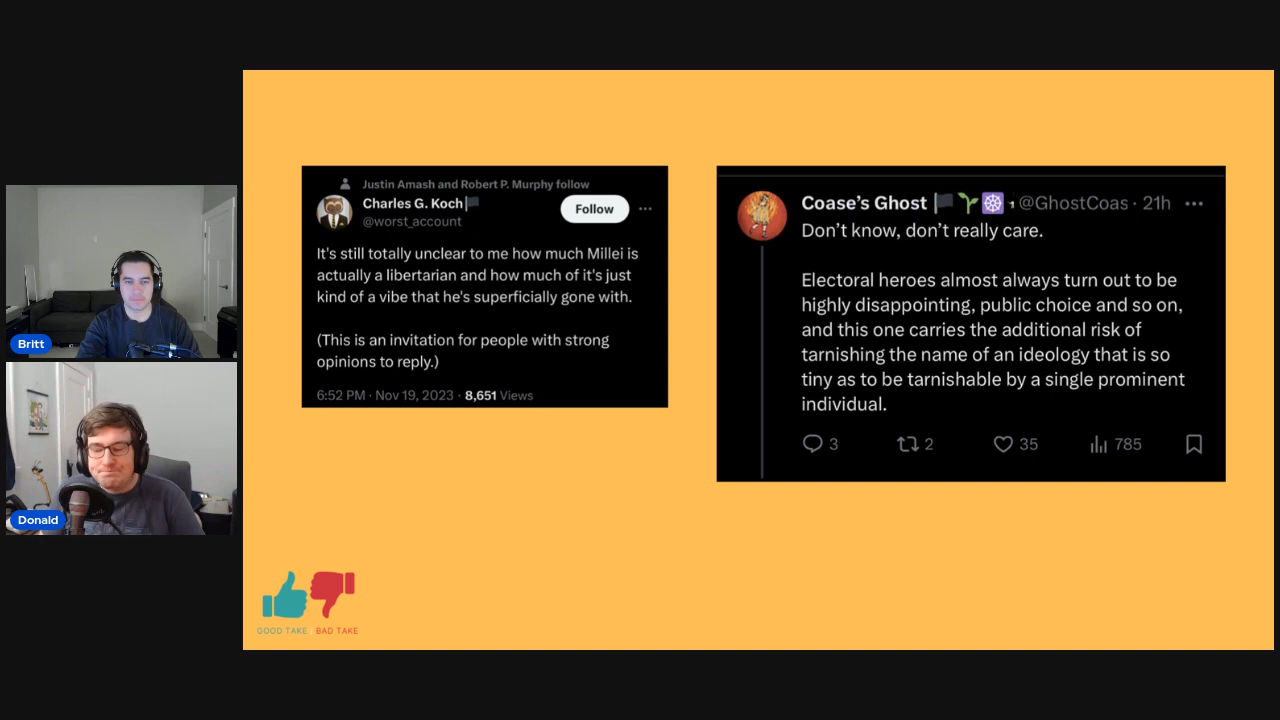 Britt
Donald
Justin Amash and Robert P. Murphy follow
Charles G. Koch
@worst_account
Follow
It's still totally unclear to me how much Millei is
actually a libertarian and how much of it's just
kind of a vibe that he's superficially gone with.
(This is an invitation for people with strong
opinions to reply.)
6:52 PM · Nov 19, 2023 · 8,651 Views
Coase's Ghost @GhostCoas · 21h
Don't know, don't really care.
Electoral heroes almost always turn out to be
highly disappointing, public choice and so on,
and this one carries the additional risk of
tarnishing the name of an ideology that is so
tiny as to be tarnishable by a single prominent
individual.
3 2 35 785
GOOD TAKE / BAD TAKE